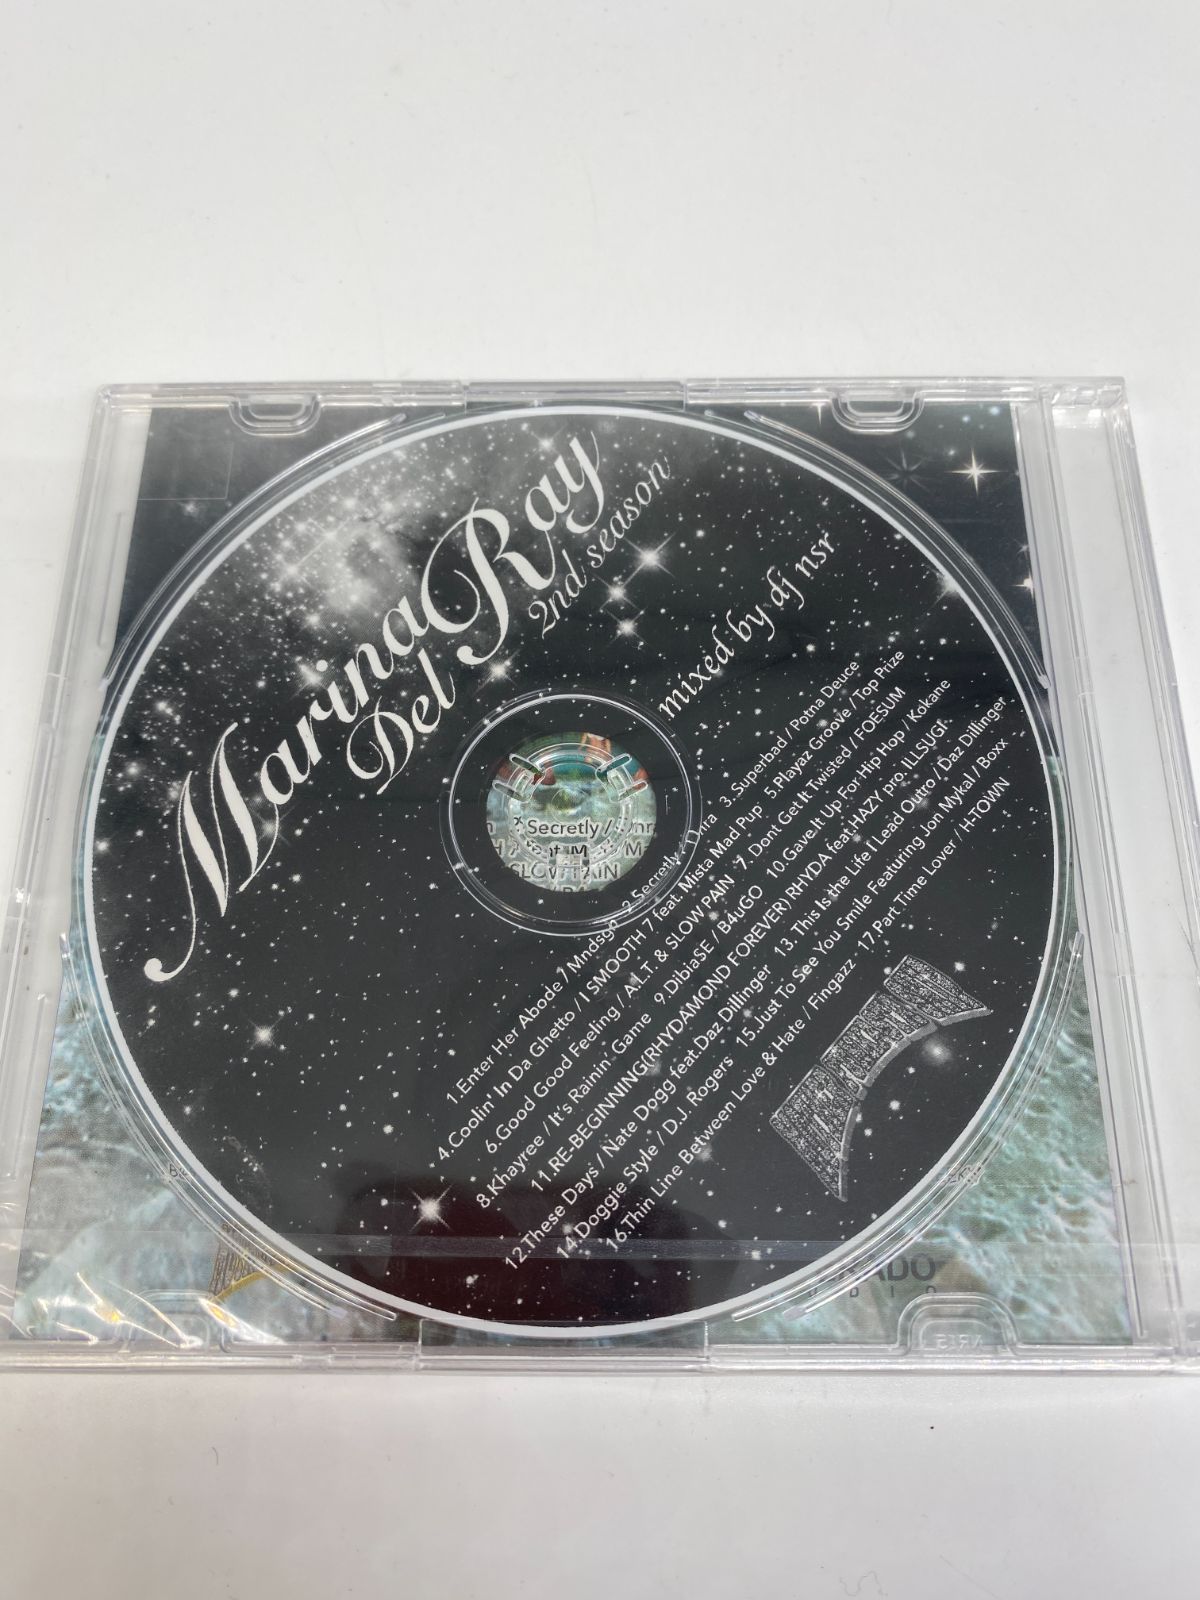 Marina
Del Ray
2nd season
mixed by dj nsr
1.Enter Her Abode / Mndsgn 2.Secretly / Dnra 3..Superbad / Potna Deuce
4.Coolin' In Da Ghetto / I SMOOTH 7 feat. Mista Mad Pup 5.Playaz Groove / Top Prize
6.Good Good Feeling / A.L.T. & SLOW PAIN 7. Dont Get It Twisted / FOESUM
8.Khayree / It's Rainin' Game 9.DibiaSE / B4uGO 10.Gave It Up For Hip Hop / Kokane
11.RE-BEGINNING(RHYDAMOND FOREVER) RHYDA feat.HAZY pro. ILLSUGI
12.These Days / Nate Dogg feat.Daz Dillinger 13. This Is the Life I Lead Outro / Daz Dillinger
14.Doggie Style / D.J. Rogers 15.Just To See You Smile Featuring Jon Mykal / Boxx
16.Thin Line Between Love & Hate / Fingazz 17.Part Time Lover / H-TOWN
Secretly /
SLOW PAIN